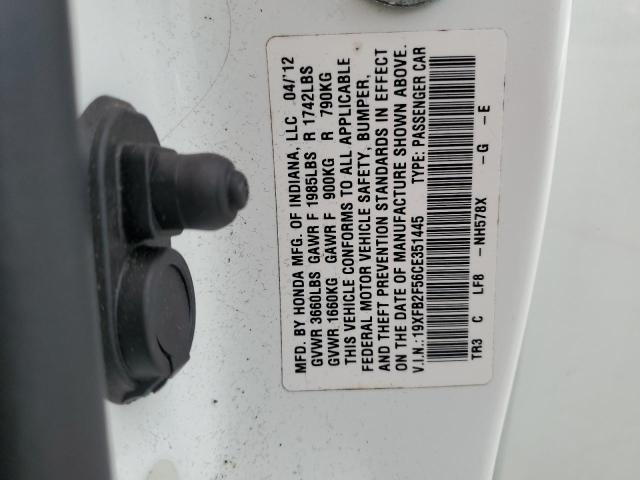 MFD. BY HONDA MFG. OF INDIANA, LLC 04/'12
GVWR 3660LBS GAWR F 1985LBS R 1742LBS
GVWR 1660KG GAWR F 900KG R 790KG
THIS VEHICLE CONFORMS TO ALL APPLICABLE
FEDERAL MOTOR VEHICLE SAFETY, BUMPER,
AND THEFT PREVENTION STANDARDS IN EFFECT
ON THE DATE OF MANUFACTURE SHOWN ABOVE.
V.I.N.:19XFB2F56CE351445 TYPE: PASSENGER CAR
TR3 C LF8 -NH578X -G -E